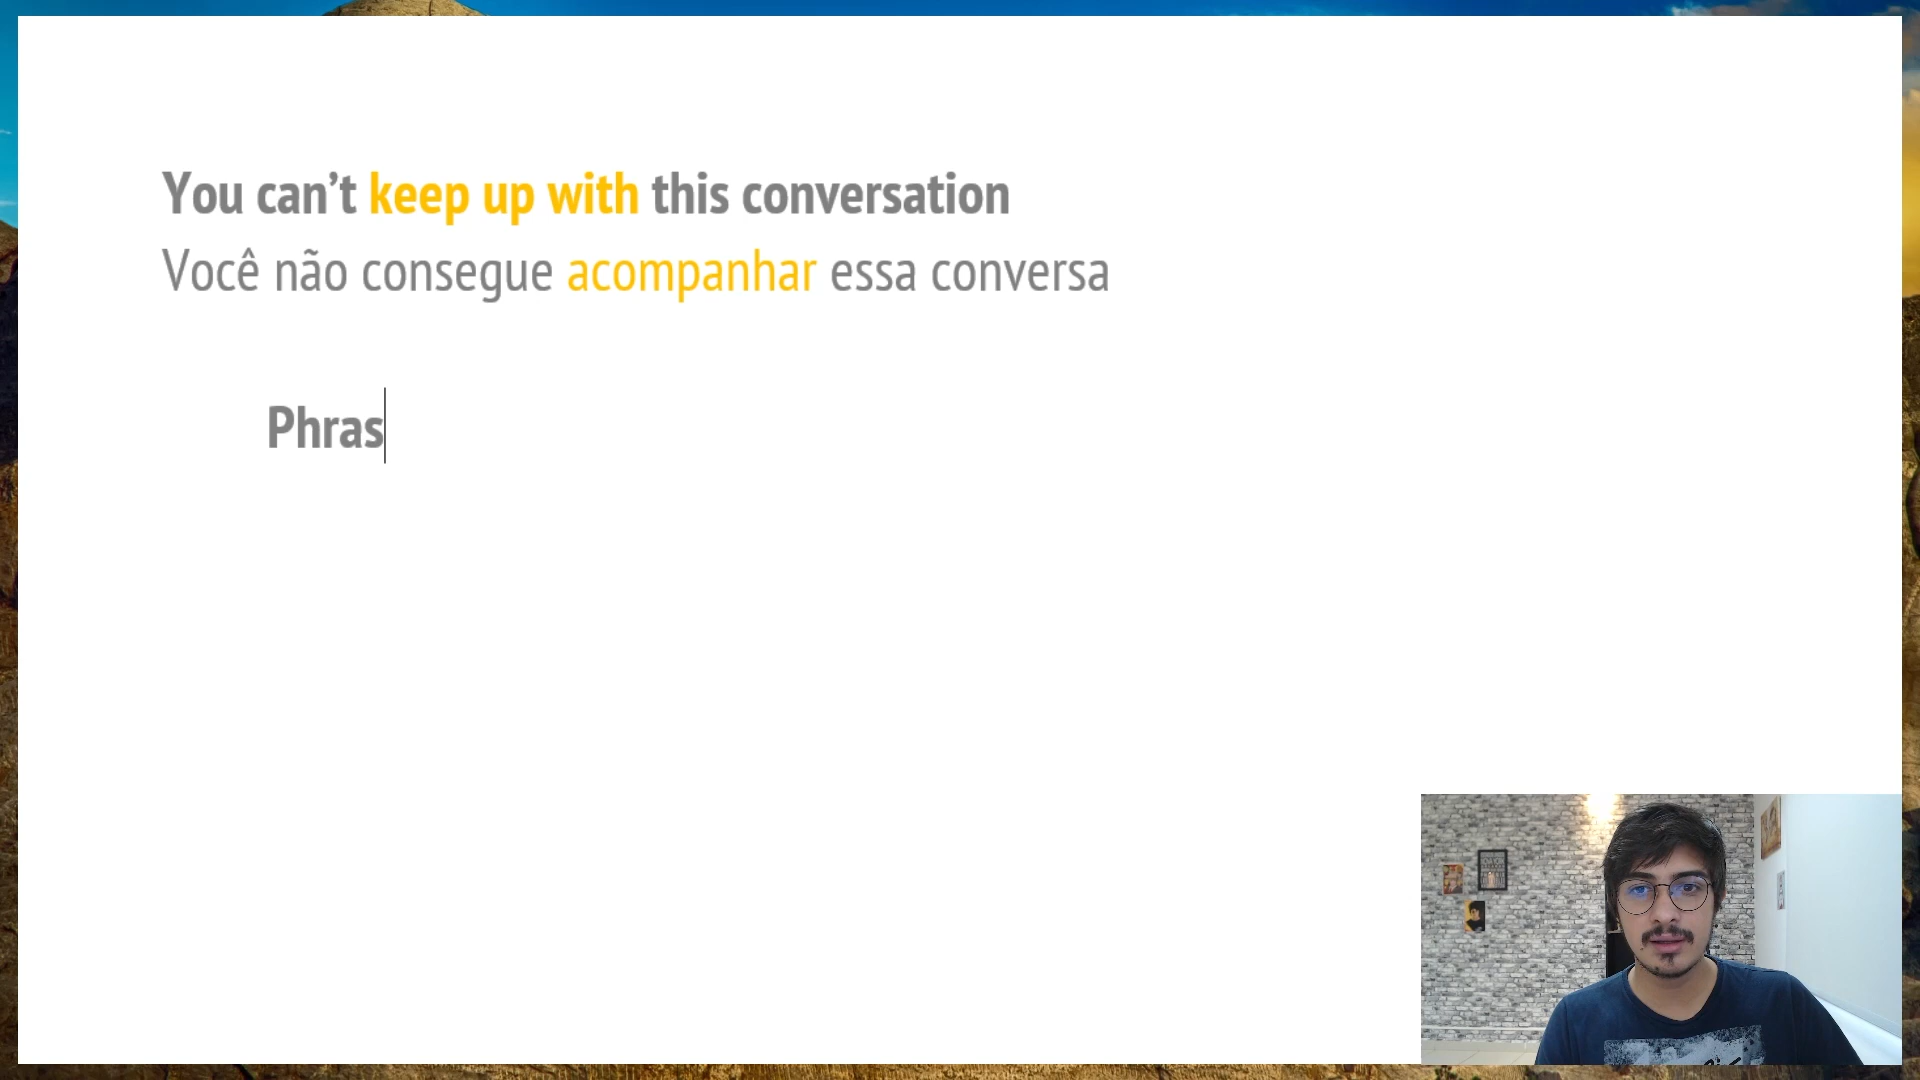 You can’t keep up with this conversation
Você não consegue acompanhar essa conversa
Phras